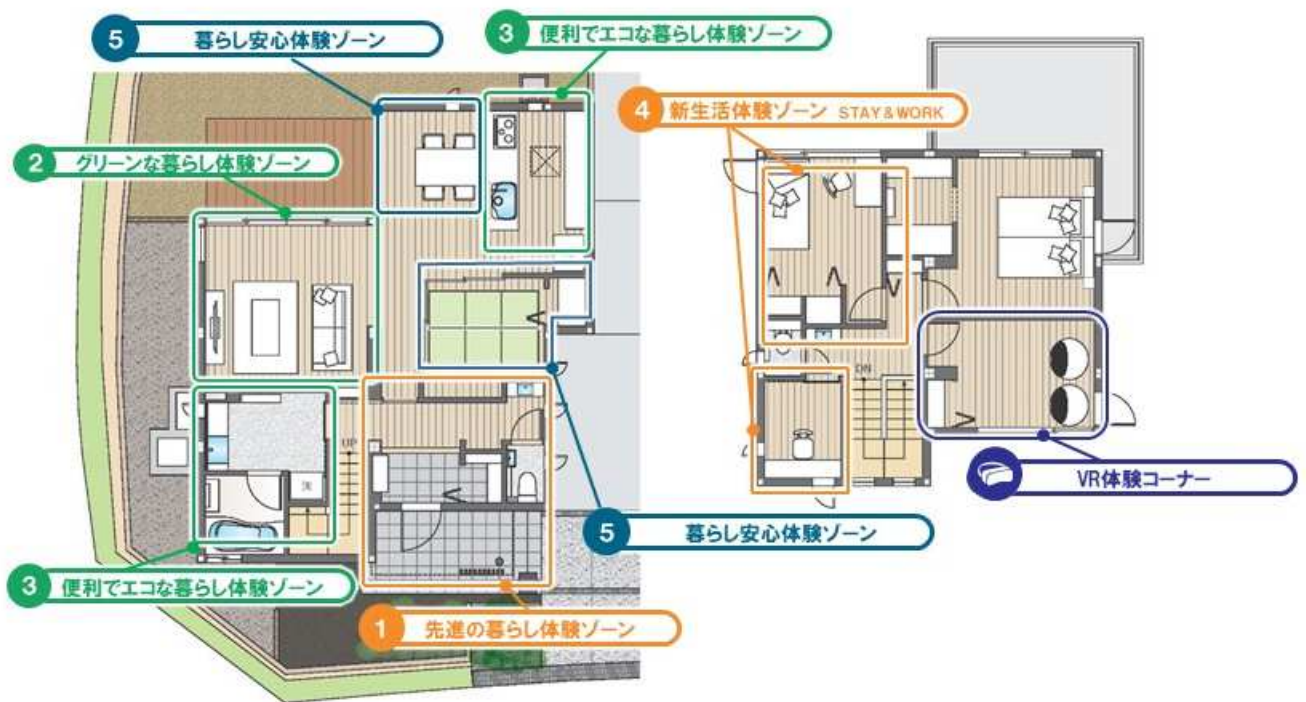 5 暮らし安心体験ゾーン
3 便利でエコな暮らし体験ゾーン
4 新生活体験ゾーン STAY&WORK
2 グリーンな暮らし体験ゾーン
DN
UP
VR体験コーナー
洗
5 暮らし安心体験ゾーン
3 便利でエコな暮らし体験ゾーン
1 先進の暮らし体験ゾーン